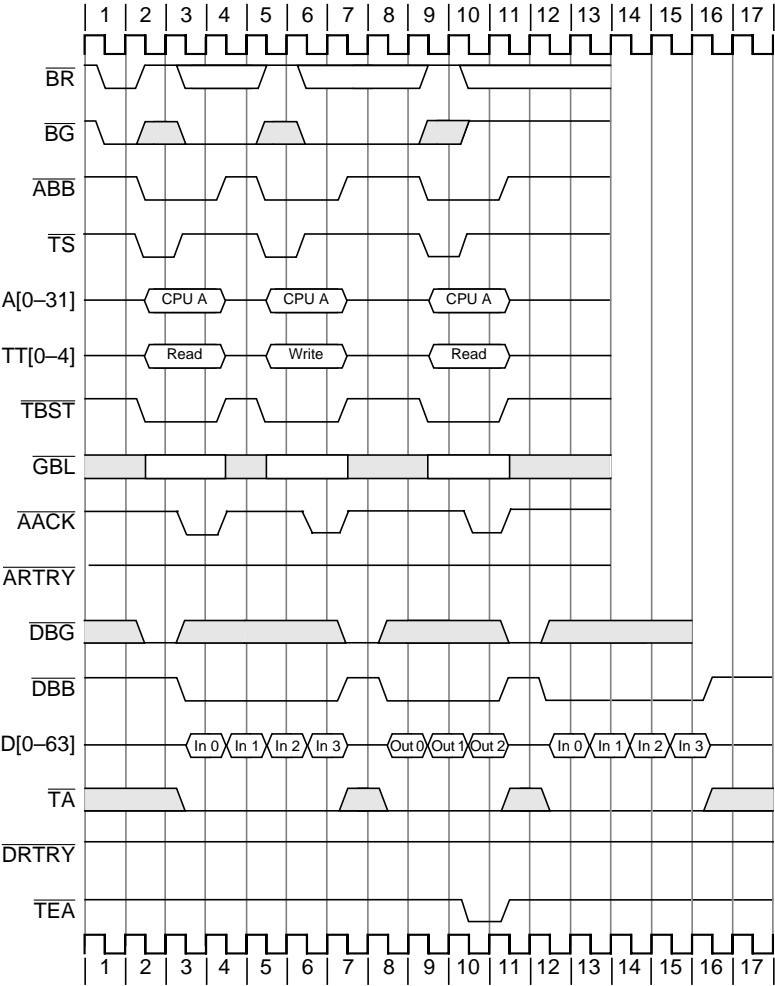 1 2 3 4 5 6 7 8 9 10 11 12 13 14 15 16 17
BR
BG
ABB
TS
A[0–31] CPU A CPU A CPU A
TT[0–4] Read Write Read
TBST
GBL
AACK
ARTRY
DBG
DBB
D[0–63] In 0 In 1 In 2 In 3 Out 0 Out 1 Out 2 In 0 In 1 In 2 In 3
TA
DRTRY
TEA
1 2 3 4 5 6 7 8 9 10 11 12 13 14 15 16 17